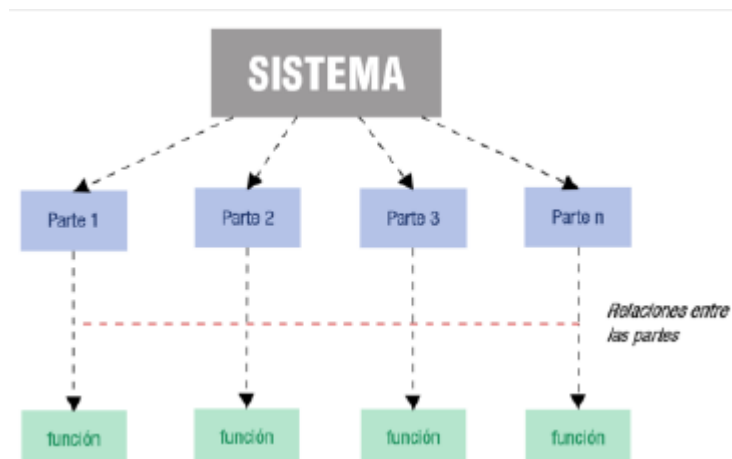 SISTEMA
Parte 1
Parte 2
Parte 3
Parte n
Relaciones entre
las partes
función
función
función
función